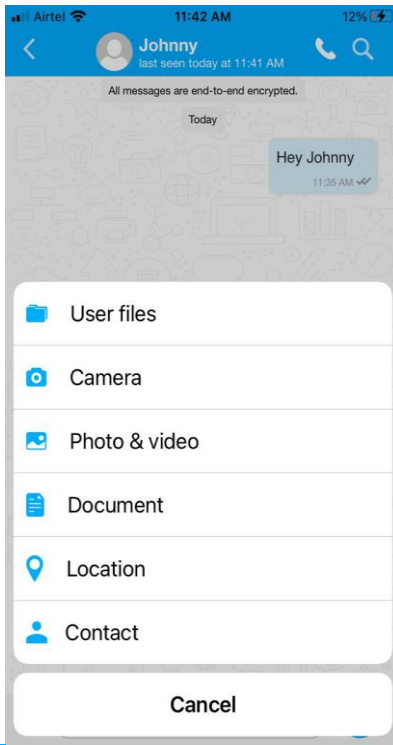 Airtel 11:42 AM 12%
Johnny
last seen today at 11:41 AM
All messages are end-to-end encrypted.
Today
Hey Johnny
11:35 AM
User files
Camera
Photo & video
Document
Location
Contact
Cancel